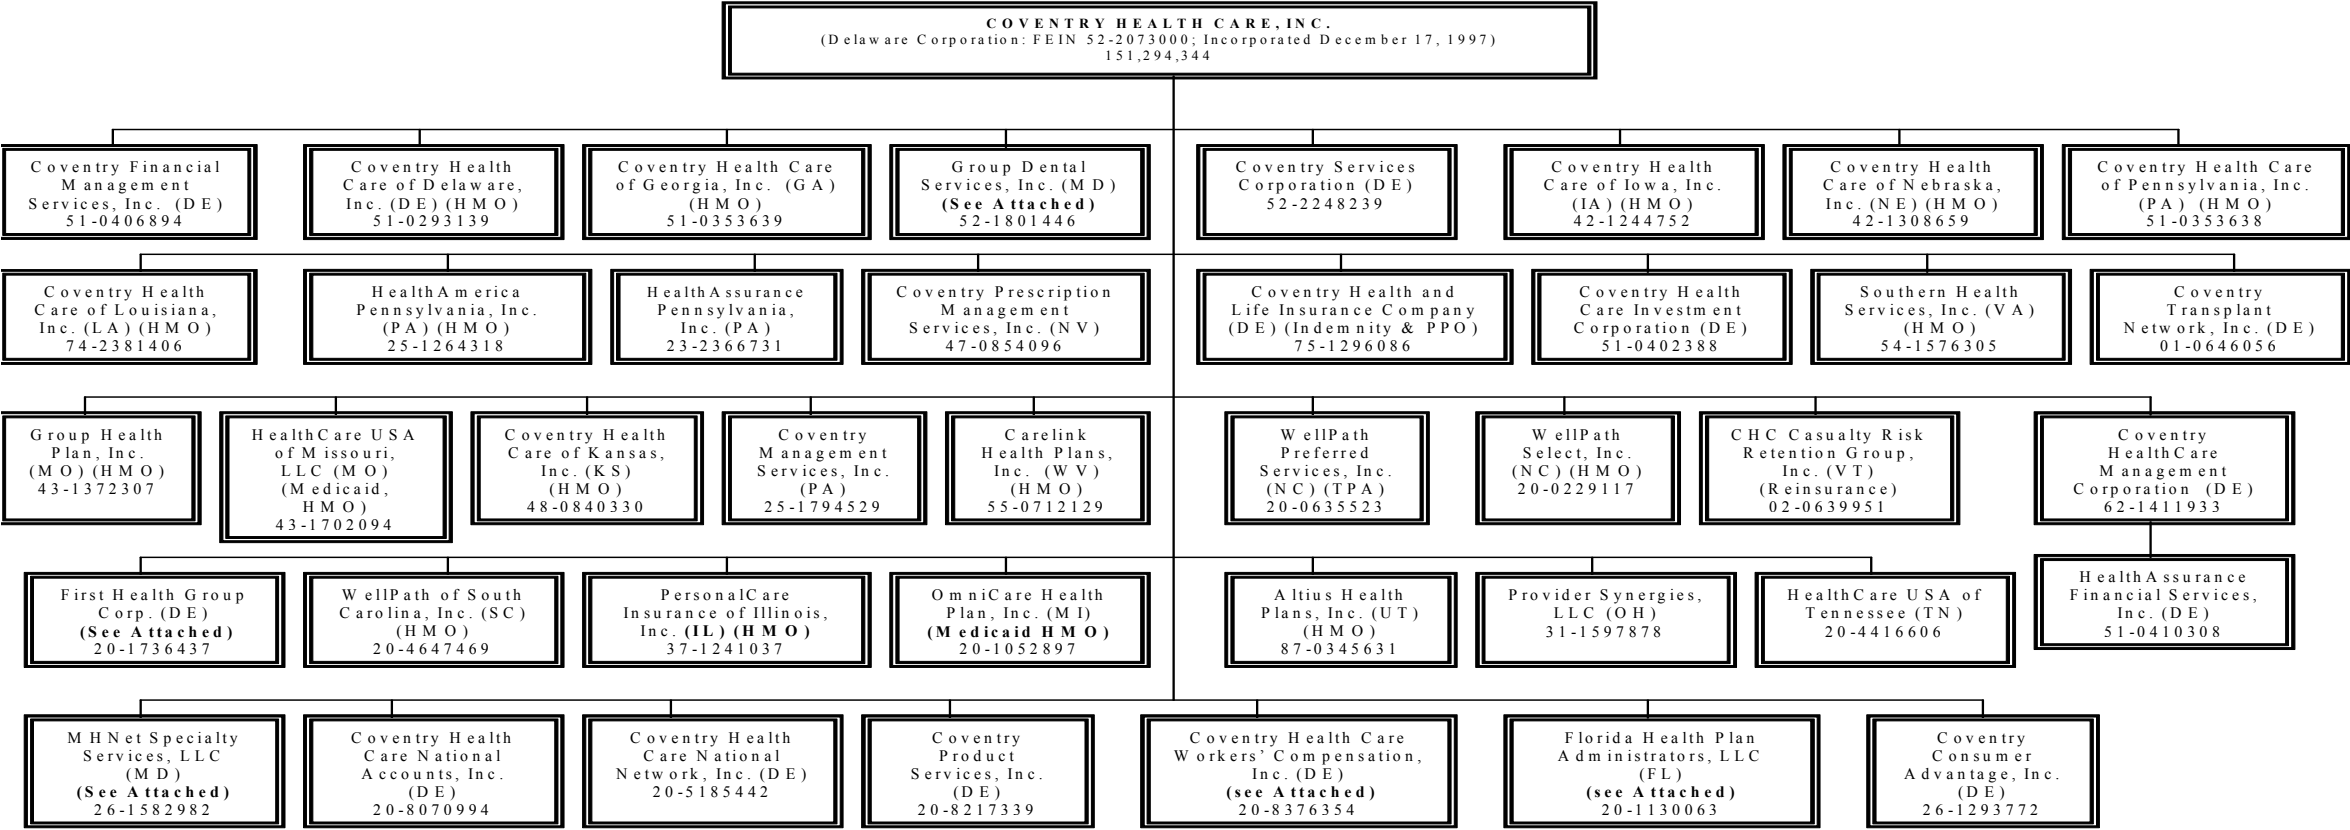 COVENTRY HEALTH CARE, INC.
(Delaware Corporation: FEIN 52-2073000; Incorporated December 17, 1997)
151,294,344
Coventry Financial
Management
Services, Inc. (DE)
51-0406894
Coventry Health
Care of Delaware,
Inc. (DE) (HMO)
51-0293139
Coventry Health Care
of Georgia, Inc. (GA)
(HMO)
51-0353639
Group Dental
Services, Inc. (MD)
(See Attached)
52-1801446
Coventry Services
Corporation (DE)
52-2248239
Coventry Health
Care of Iowa, Inc.
(IA) (HMO)
42-1244752
Coventry Health
Care of Nebraska,
Inc. (NE) (HMO)
42-1308659
Coventry Health Care
of Pennsylvania, Inc.
(PA) (HMO)
51-0353638
Coventry Health
Care of Louisiana,
Inc. (LA) (HMO)
74-2381406
HealthAmerica
Pennsylvania, Inc.
(PA) (HMO)
25-1264318
HealthAssurance
Pennsylvania,
Inc. (PA)
23-2366731
Coventry Prescription
Management
Services, Inc. (NV)
47-0854096
Coventry Health and
Life Insurance Company
(DE) (Indemnity & PPO)
75-1296086
Coventry Health
Care Investment
Corporation (DE)
51-0402388
Southern Health
Services, Inc. (VA)
(HMO)
54-1576305
Coventry
Transplant
Network, Inc. (DE)
01-0646056
Group Health
Plan, Inc.
(MO) (HMO)
43-1372307
HealthCare USA
of Missouri,
LLC (MO)
(Medicaid,
HMO)
43-1702094
Coventry Health
Care of Kansas,
Inc. (KS)
(HMO)
48-0840330
Coventry
Management
Services, Inc.
(PA)
25-1794529
Carelink
Health Plans,
Inc. (WV)
(HMO)
55-0712129
WellPath
Preferred
Services, Inc.
(NC) (TPA)
20-0635523
WellPath
Select, Inc.
(NC) (HMO)
20-0229117
CHC Casualty Risk
Retention Group,
Inc. (VT)
(Reinsurance)
02-0639951
Coventry
HealthCare
Management
Corporation (DE)
62-1411933
First Health Group
Corp. (DE)
(See Attached)
20-1736437
WellPath of South
Carolina, Inc. (SC)
(HMO)
20-4647469
PersonalCare
Insurance of Illinois,
Inc. (IL) (HMO)
37-1241037
OmniCare Health
Plan, Inc. (MI)
(Medicaid HMO)
20-1052897
Altius Health
Plans, Inc. (UT)
(HMO)
87-0345631
Provider Synergies,
LLC (OH)
31-1597878
HealthCare USA of
Tennessee (TN)
20-4416606
HealthAssurance
Financial Services,
Inc. (DE)
51-0410308
MHNet Specialty
Services, LLC
(MD)
(See Attached)
26-1582982
Coventry Health
Care National
Accounts, Inc.
(DE)
20-8070994
Coventry Health
Care National
Network, Inc. (DE)
20-5185442
Coventry
Product
Services, Inc.
(DE)
20-8217339
Coventry Health Care
Workers' Compensation,
Inc. (DE)
(see Attached)
20-8376354
Florida Health Plan
Administrators, LLC
(FL)
(see Attached)
20-1130063
Coventry
Consumer
Advantage, Inc.
(DE)
26-1293772